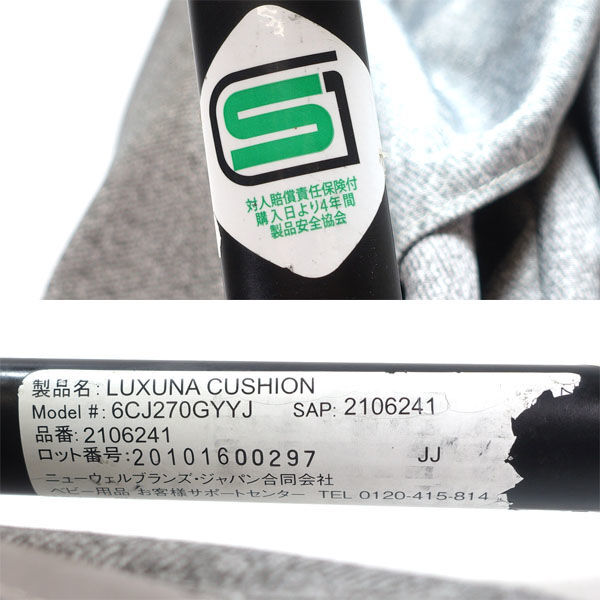 SG
対人賠償責任保険付
購入日より4年間
製品安全協会
製品名: LUXUNA CUSHION
Model #: 6CJ270GYYJ SAP: 2106241
品番: 2106241
ロット番号: 20101600297 JJ
ニューウェルブランズ・ジャパン合同会社
ベビー用品 お客様サポートセンター TEL 0120-415-814